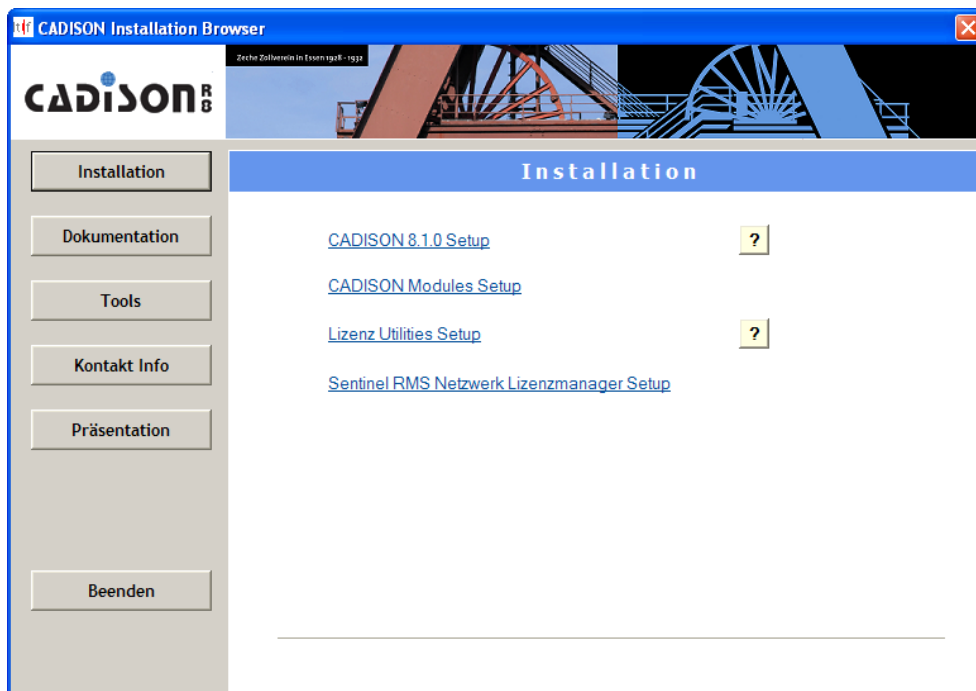 CADISON Installation Browser
Zeche Zollverein in Essen 1928 - 1932
CADISON R8
Installation
Dokumentation
Tools
Kontakt Info
Präsentation
Beenden
Installation
CADISON 8.1.0 Setup
?
CADISON Modules Setup
Lizenz Utilities Setup
?
Sentinel RMS Netzwerk Lizenzmanager Setup